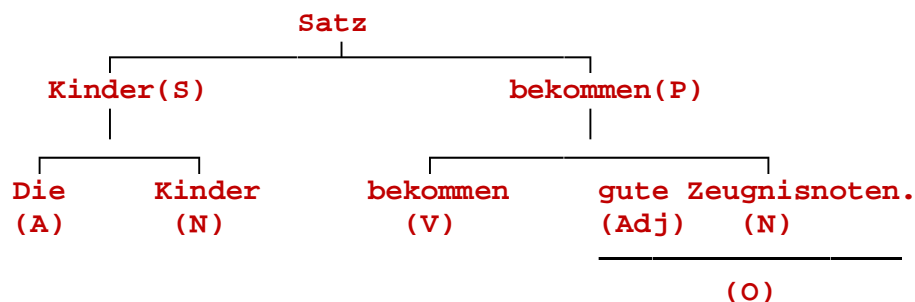 Satz
Kinder(S) bekommen(P)
Die Kinder bekommen gute Zeugnisnoten.
(A) (N) (V) (Adj) (N)
(O)